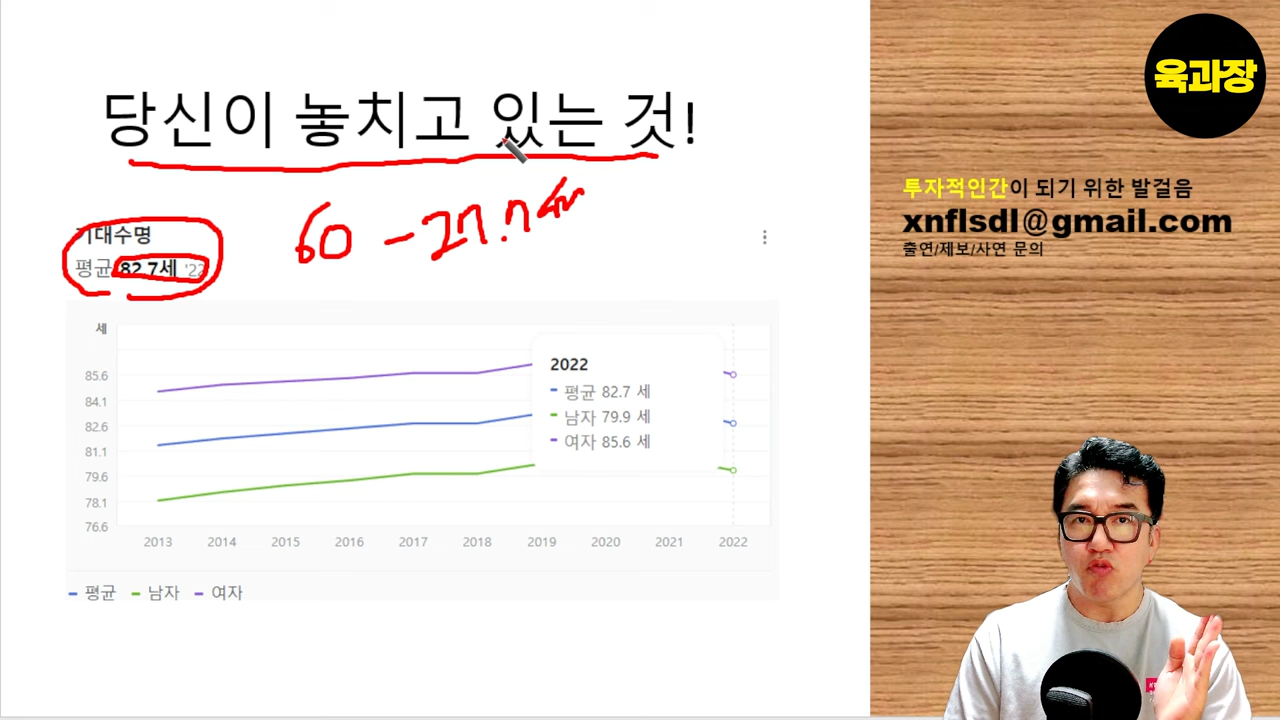 당신이 놓치고 있는 것!
육과장
투자적인간이 되기 위한 발걸음
xnflsdl@gmail.com
출연/제보/사연 문의
기대수명
평균 82.7세 '22
60 -
세
85.6
84.1
82.6
81.1
79.6
78.1
76.6
2022
평균 82.7 세
남자 79.9 세
여자 85.6 세
2013 2014 2015 2016 2017 2018 2019 2020 2021 2022
평균 남자 여자